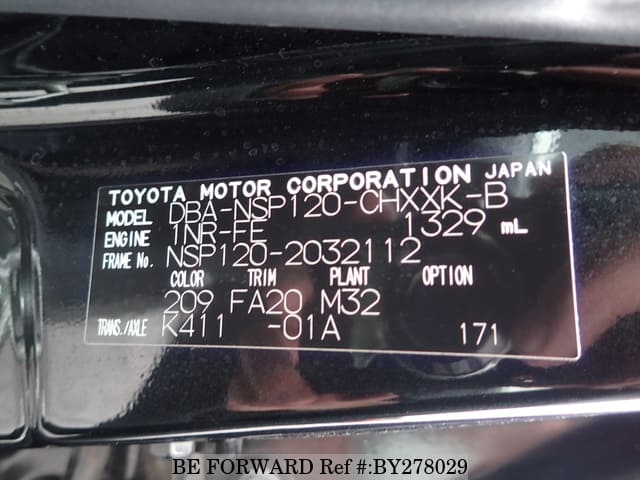 TOYOTA MOTOR CORPORATION JAPAN
MODEL DBA-NSP120-CHXXK-B
ENGINE 1NR-FE 1329 mL
FRAME No. NSP120-2032112
COLOR TRIM PLANT OPTION
209 FA20 M32
TRANS./AXLE K411 -01A 171
BE FORWARD Ref #:BY278029